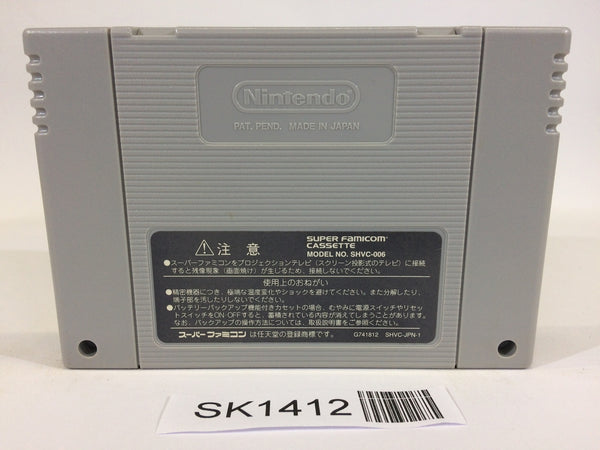 Nintendo
PAT. PEND. MADE IN JAPAN
⚠注意
SUPER FAMICOM
CASSETTE
MODEL NO. SHVC-006
●スーパーファミコンをプロジェクションテレビ(スクリーン投影式のテレビ)に接続
すると残像現象(画面焼け)が生じるため、接続しないでください。
使用上のおねがい
●精密機器につき、極端な温度変化やショックを避けてください。また分解したり、
端子部を汚したりしないでください。
●バッテリーバックアップ機能付きカセットの場合、むやみに電源スイッチやリセッ
トスイッチをON・OFFすると、蓄積されている内容が消えてしまうことがあります。
なお、バックアップの操作方法については、取扱説明書をご参照ください。
スーパーファミコンは任天堂の登録商標です。
G741812 SHVC-JPN-1
SK1412